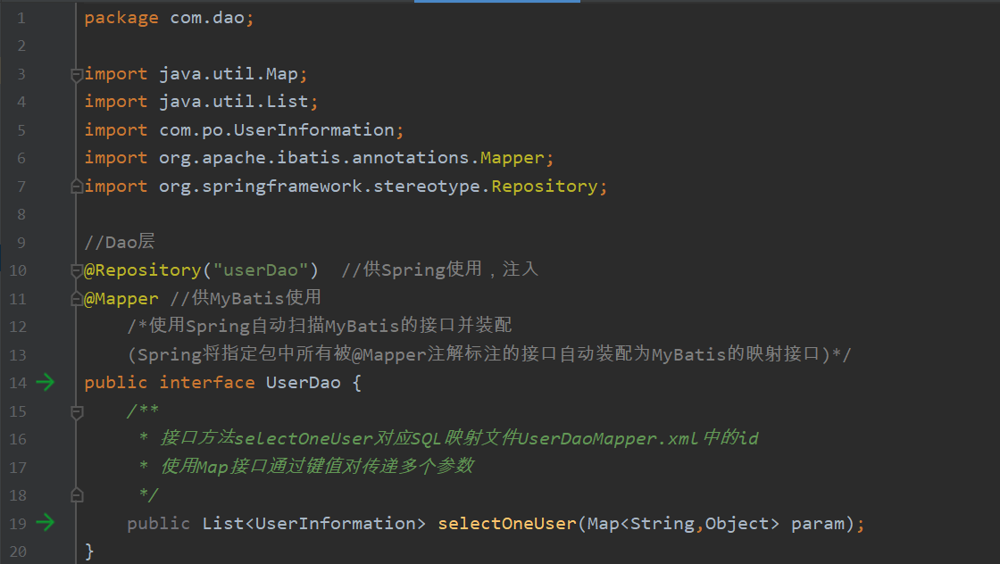 1 package com.dao;
2
3 import java.util.Map;
4 import java.util.List;
5 import com.po.UserInformation;
6 import org.apache.ibatis.annotations.Mapper;
7 import org.springframework.stereotype.Repository;
8
9 //Dao层
10 @Repository("userDao")  //供Spring使用，注入
11 @Mapper //供MyBatis使用
12     /*使用Spring自动扫描MyBatis的接口并装配
13     (Spring将指定包中所有被@Mapper注解标注的接口自动装配为MyBatis的映射接口)*/
14 public interface UserDao {
15     /**
16      * 接口方法selectOneUser对应SQL映射文件UserDaoMapper.xml中的id
17      * 使用Map接口通过键值对传递多个参数
18      */
19     public List<UserInformation> selectOneUser(Map<String,Object> param);
20 }